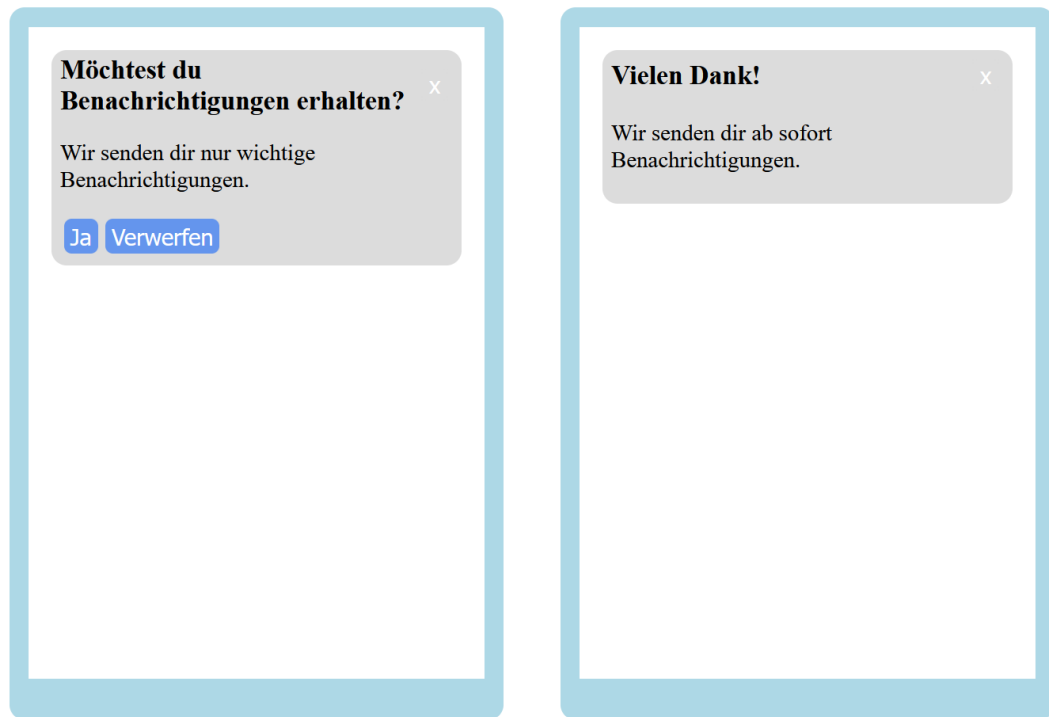 Möchtest du
Benachrichtigungen erhalten?
x
Wir senden dir nur wichtige
Benachrichtigungen.
Ja Verwerfen
Vielen Dank!
x
Wir senden dir ab sofort
Benachrichtigungen.